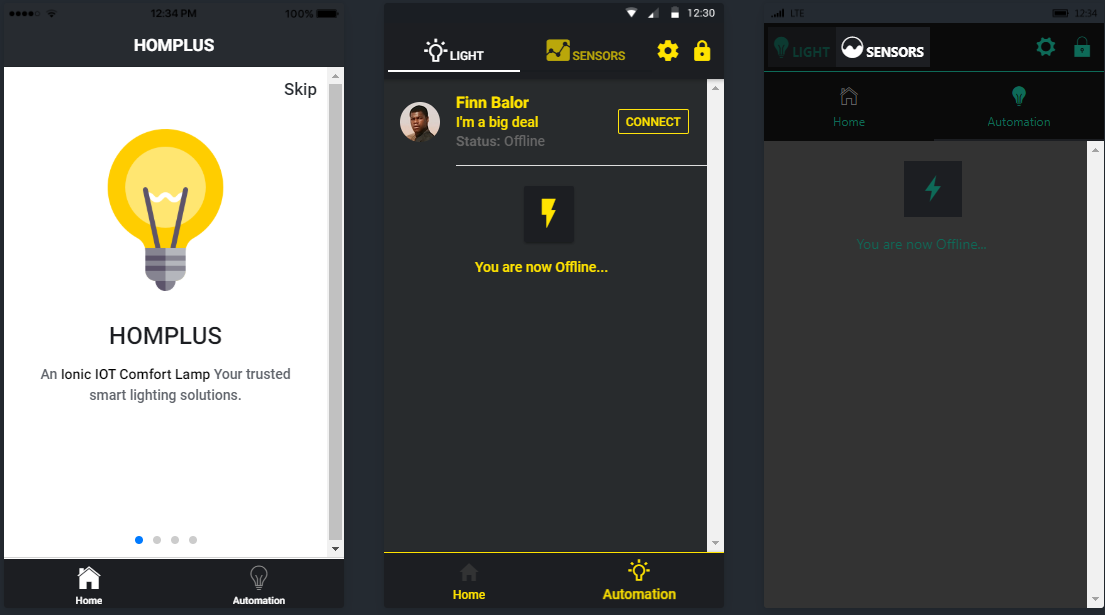 12:34 PM
100%
HOMPLUS
Skip
HOMPLUS
An Ionic IOT Comfort Lamp Your trusted
smart lighting solutions.
Home
Automation
12:30
LIGHT
SENSORS
Finn Balor
I'm a big deal
Status: Offline
CONNECT
You are now Offline...
Home
Automation
LTE
12:34
LIGHT
SENSORS
Home
Automation
You are now Offline...